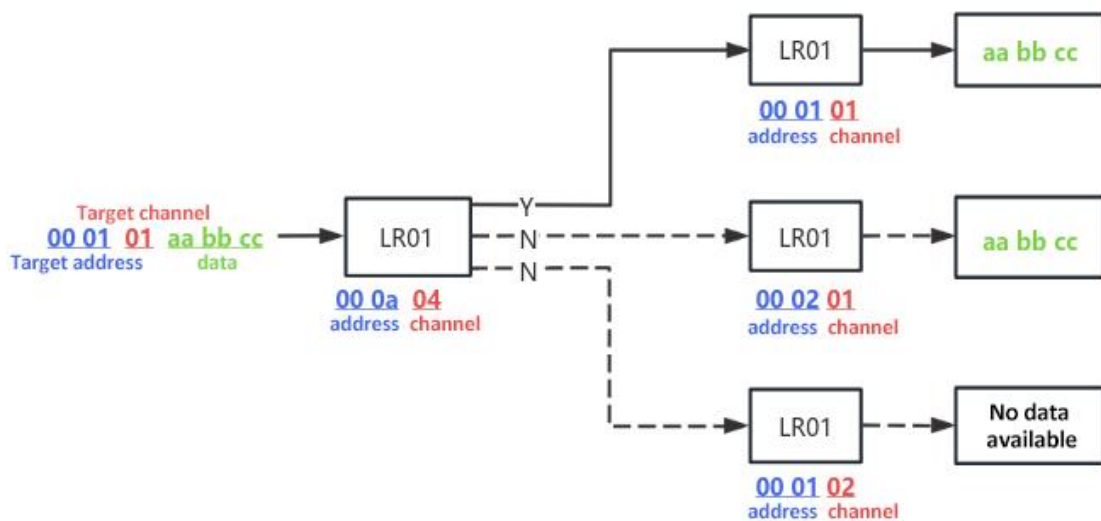 LR01
aa bb cc
00 01 01
address channel
Target channel
00 01 01 aa bb cc
Target address data
LR01
00 0a 04
address channel
Y
N
N
LR01
aa bb cc
00 02 01
address channel
LR01
No data
available
00 01 02
address channel